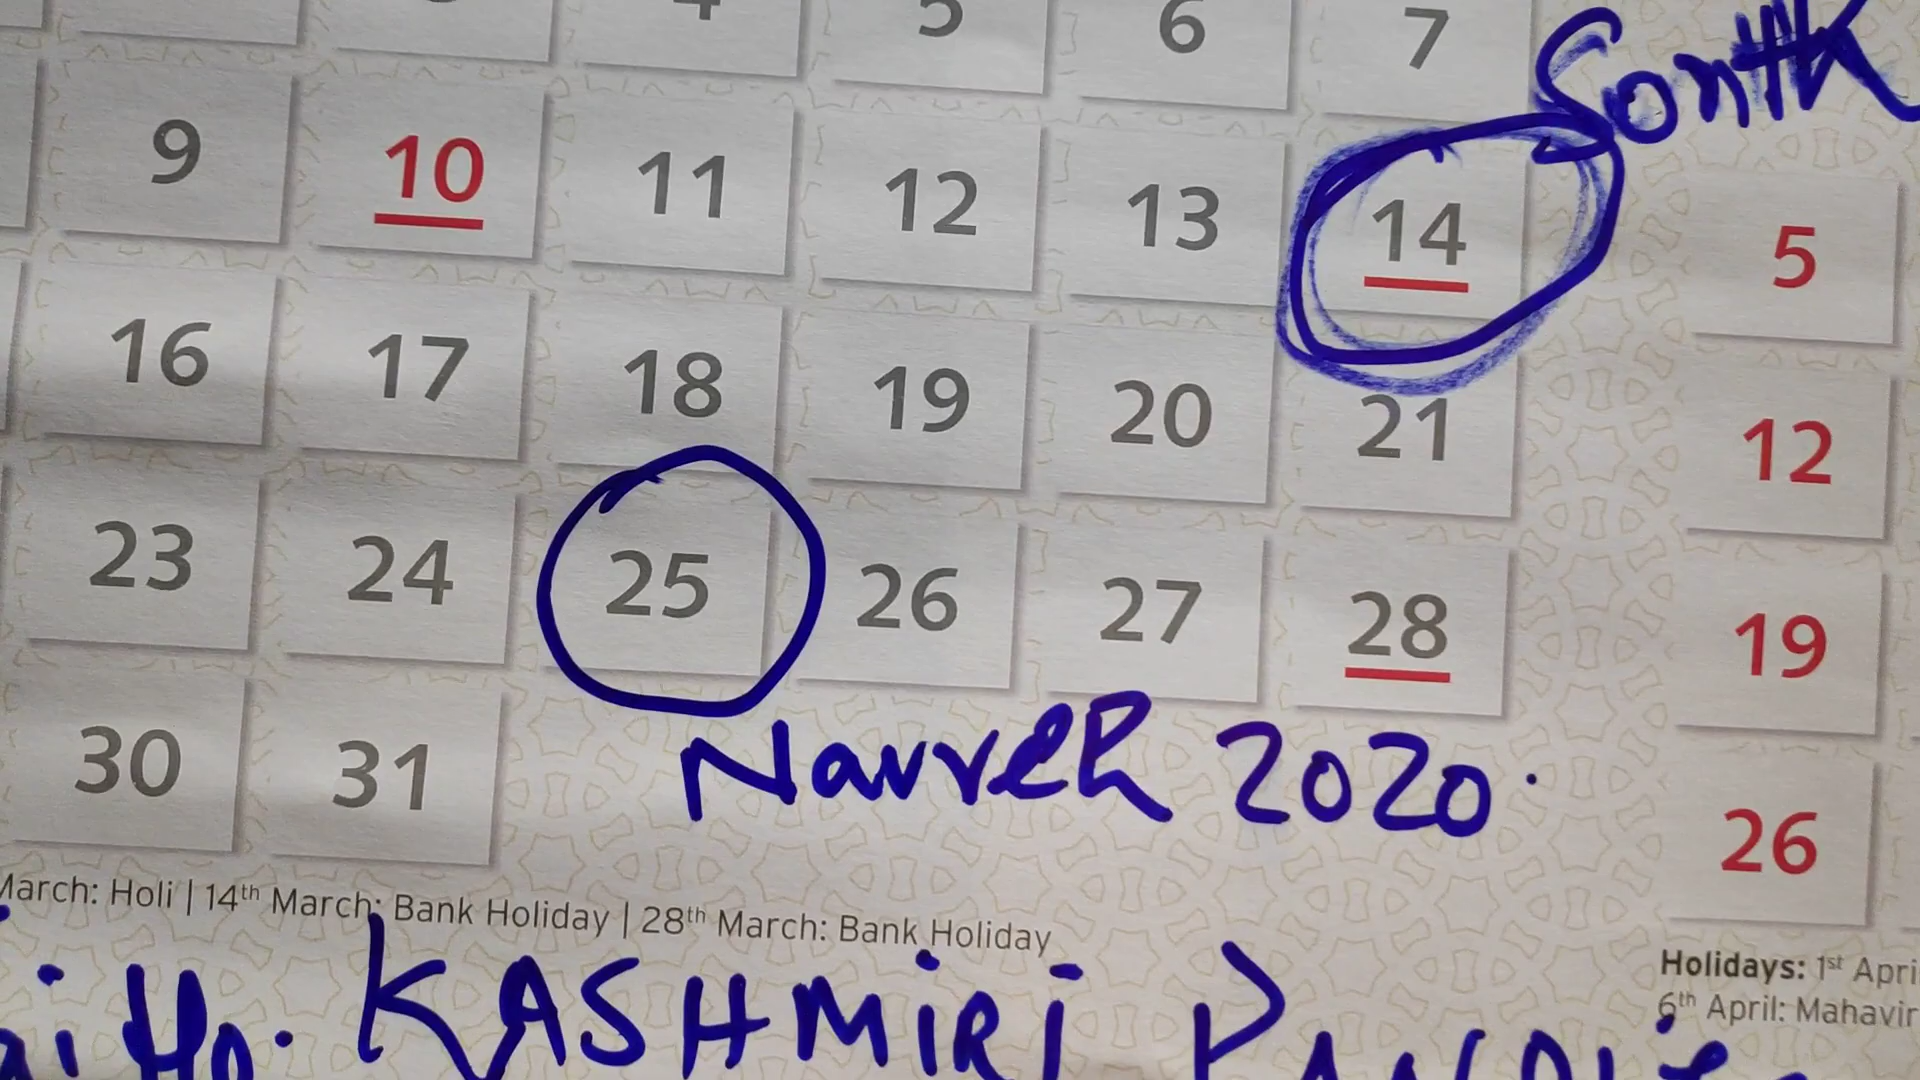 4 5 6 7
Sonth
9 10 11 12 13 14 5
16 17 18 19 20 21 12
23 24 25 26 27 28 19
Navreh 2020.
30 31 26
March: Holi | 14th March: Bank Holiday | 28th March: Bank Holiday
Holidays: 1st Apri
6th April: Mahavir
Ho. KASHMIRI